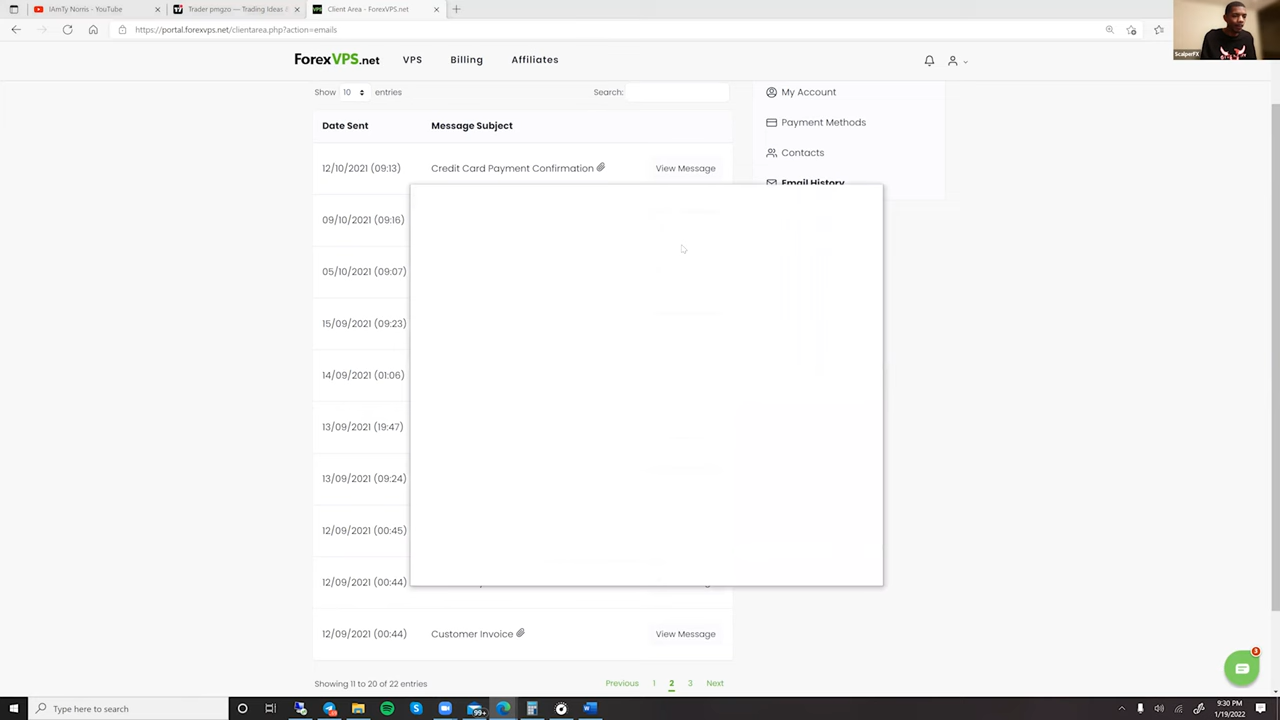 IAmTy Norris - YouTube
Trader pmgzo — Trading Ideas &
Client Area - ForexVPS.net
https://portal.forexvps.net/clientarea.php?action=emails
ScalperFX
ForexVPS.net
VPS
Billing
Affiliates
Show 10 entries
Search:
My Account
Payment Methods
Contacts
Email History
Date Sent
Message Subject
12/10/2021 (09:13)
Credit Card Payment Confirmation
View Message
09/10/2021 (09:16)
05/10/2021 (09:07)
15/09/2021 (09:23)
14/09/2021 (01:06)
13/09/2021 (19:47)
13/09/2021 (09:24)
12/09/2021 (00:45)
12/09/2021 (00:44)
12/09/2021 (00:44)
Customer Invoice
View Message
Showing 11 to 20 of 22 entries
Previous
1
2
3
Next
3
Type here to search
99+
9:30 PM
1/19/2022